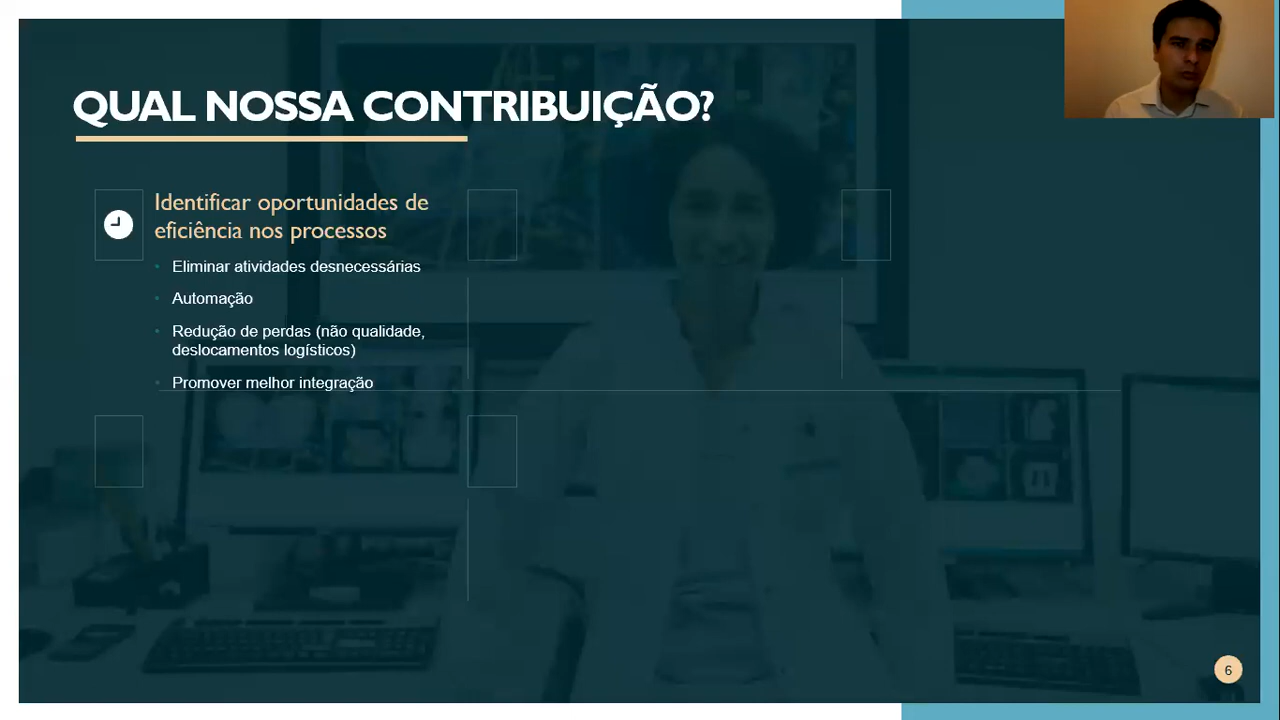 QUAL NOSSA CONTRIBUIÇÃO?
Identificar oportunidades de
eficiência nos processos
• Eliminar atividades desnecessárias
• Automação
• Redução de perdas (não qualidade,
deslocamentos logísticos)
• Promover melhor integração
6